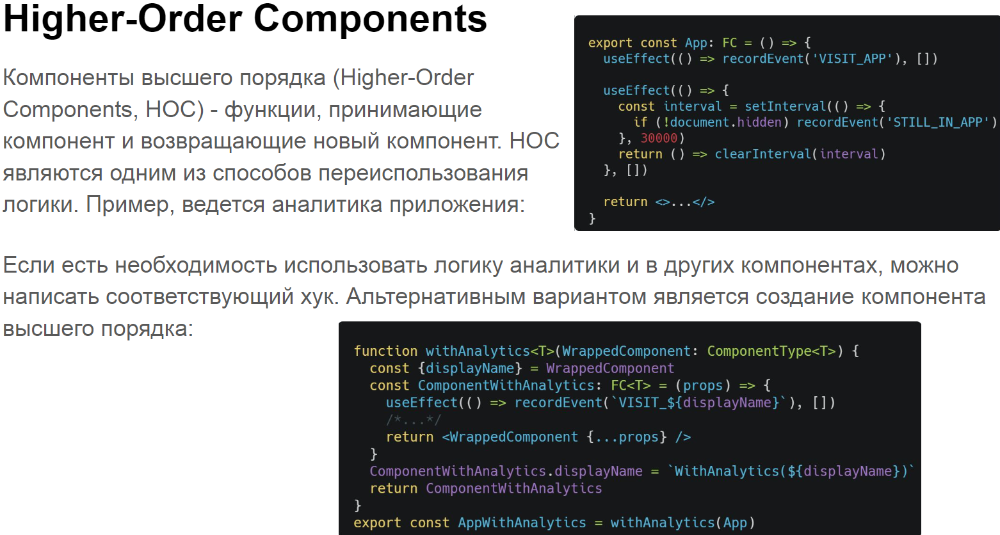 Higher-Order Components
Компоненты высшего порядка (Higher-Order
Components, HOC) - функции, принимающие
компонент и возвращающие новый компонент. HOC
являются одним из способов переиспользования
логики. Пример, ведется аналитика приложения:
export const App: FC = () => {
  useEffect(() => recordEvent('VISIT_APP'), [])
  useEffect(() => {
    const interval = setInterval(() => {
      if (!document.hidden) recordEvent('STILL_IN_APP')
    }, 30000)
    return () => clearInterval(interval)
  }, [])
  return <>...</>
}
Если есть необходимость использовать логику аналитики и в других компонентах, можно
написать соответствующий хук. Альтернативным вариантом является создание компонента
высшего порядка:
function withAnalytics<T>(WrappedComponent: ComponentType<T>) {
  const {displayName} = WrappedComponent
  const ComponentWithAnalytics: FC<T> = (props) => {
    useEffect(() => recordEvent(`VISIT_${displayName}`), [])
    /*...*/
    return <WrappedComponent {...props} />
  }
  ComponentWithAnalytics.displayName = `WithAnalytics(${displayName})`
  return ComponentWithAnalytics
}
export const AppWithAnalytics = withAnalytics(App)